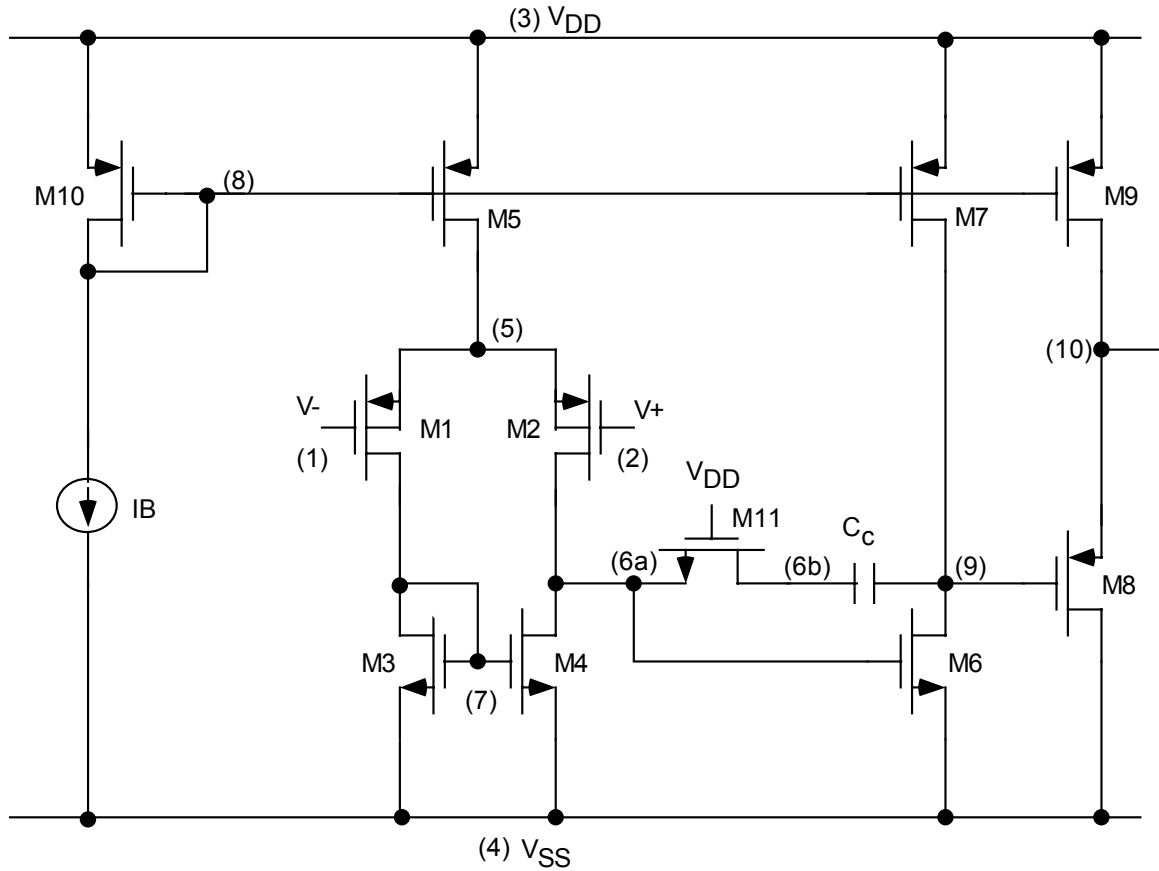 (3) VDD
M10
(8)
M5
M7
M9
(5)
(10)
V-
M1
M2
V+
(1)
(2)
VDD
IB
M11
CC
(6a)
(6b)
(9)
M8
M3
M4
M6
(7)
(4) VSS